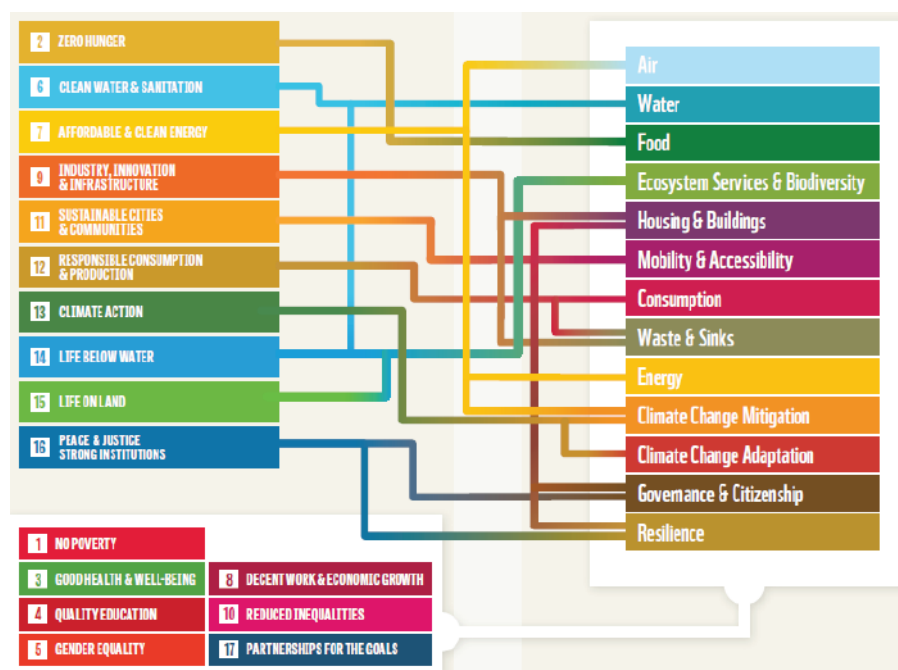 2 ZERO HUNGER
6 CLEAN WATER & SANITATION
7 AFFORDABLE & CLEAN ENERGY
9 INDUSTRY, INNOVATION
& INFRASTRUCTURE
11 SUSTAINABLE CITIES
& COMMUNITIES
12 RESPONSIBLE CONSUMPTION
& PRODUCTION
13 CLIMATE ACTION
14 LIFE BELOW WATER
15 LIFE ON LAND
16 PEACE & JUSTICE
STRONG INSTITUTIONS
Air
Water
Food
Ecosystem Services & Biodiversity
Housing & Buildings
Mobility & Accessibility
Consumption
Waste & Sinks
Energy
Climate Change Mitigation
Climate Change Adaptation
Governance & Citizenship
Resilience
1 NO POVERTY
3 GOOD HEALTH & WELL-BEING
4 QUALITY EDUCATION
5 GENDER EQUALITY
8 DECENT WORK & ECONOMIC GROWTH
10 REDUCED INEQUALITIES
17 PARTNERSHIPS FOR THE GOALS